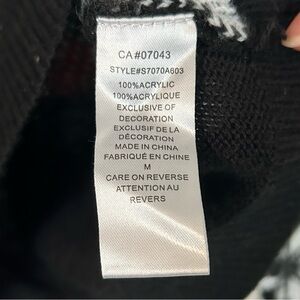 CA #07043
STYLE#S7070A603
100%ACRYLIC
100%ACRYLIQUE
EXCLUSIVE OF
DECORATION
EXCLUSIF DE LA
DÉCORATION
MADE IN CHINA
FABRIQUÉ EN CHINE
M
CARE ON REVERSE
ATTENTION AU
REVERS